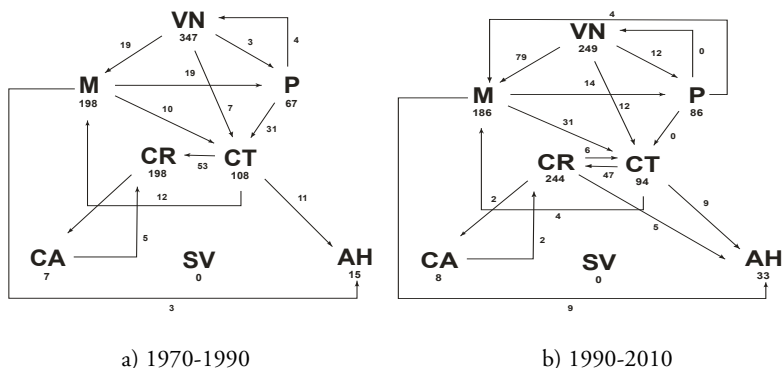 VN
347
4
19
3
19
M
198
P
67
10
7
31
CR
198
53
CT
108
12
11
5
CA
7
SV
0
AH
15
3
a) 1970-1990
4
VN
249
0
79
12
14
M
186
P
86
12
31
0
6
CR
244
47
CT
94
2
9
4
5
2
CA
8
SV
0
AH
33
9
b) 1990-2010